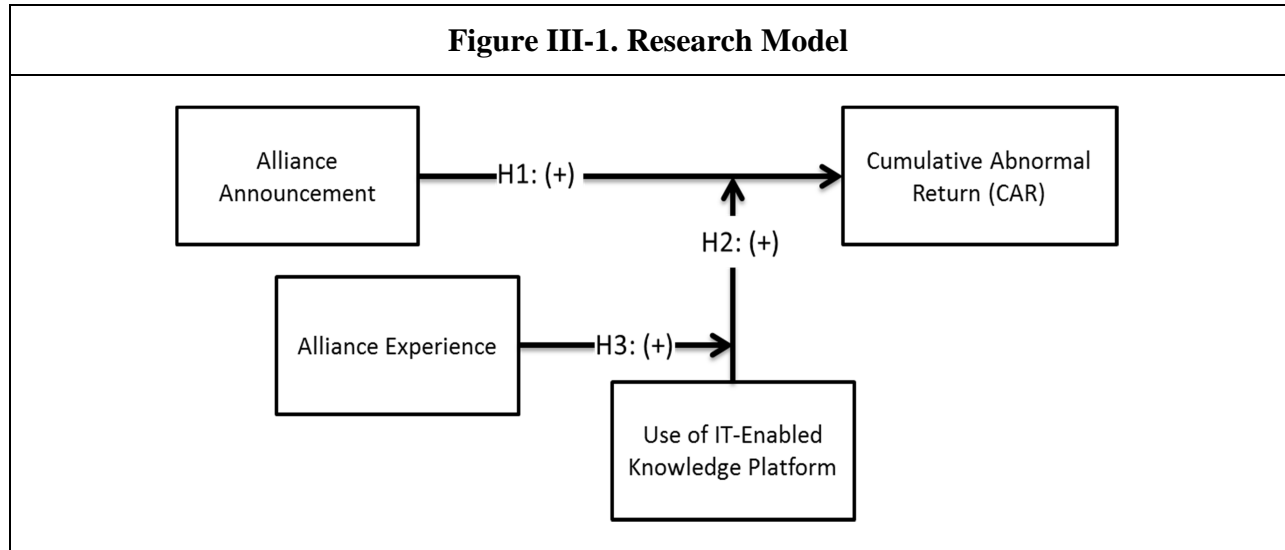 Figure III-1. Research Model
Alliance
Announcement
H1: (+)
Cumulative Abnormal
Return (CAR)
H2: (+)
Alliance Experience
H3: (+)
Use of IT-Enabled
Knowledge Platform